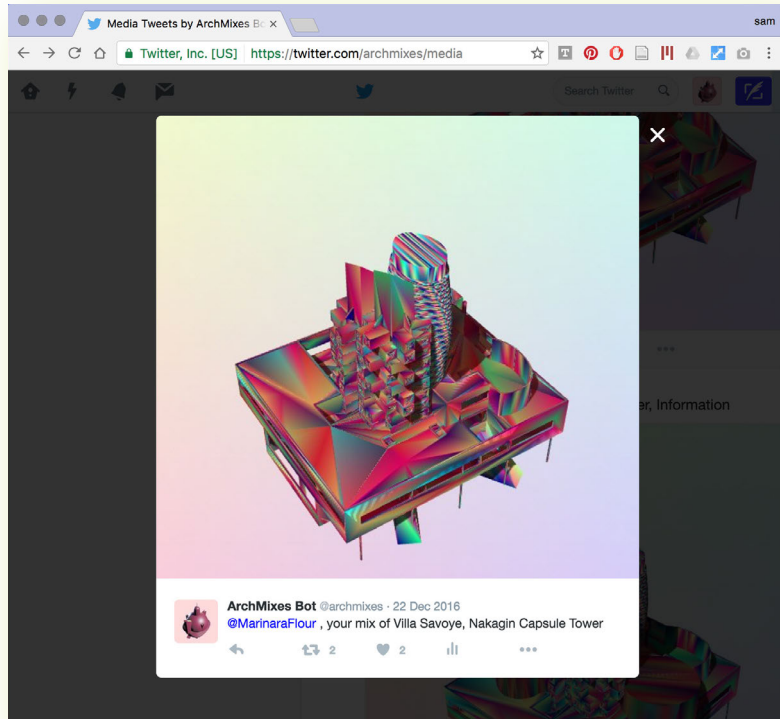 Media Tweets by ArchMixes Bo
sam
Twitter, Inc. [US] https://twitter.com/archmixes/media
Search Twitter
er, Information
ArchMixes Bot @archmixes · 22 Dec 2016
@MarinaraFlour , your mix of Villa Savoye, Nakagin Capsule Tower
2 2